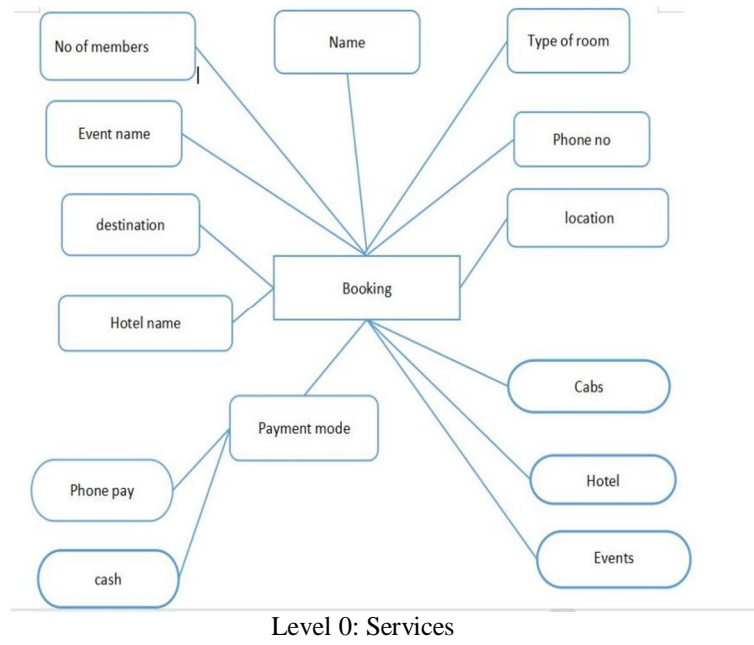 No of members
Name
Type of room
Event name
Phone no
destination
location
Booking
Hotel name
Cabs
Payment mode
Hotel
Phone pay
Events
cash
Level 0: Services